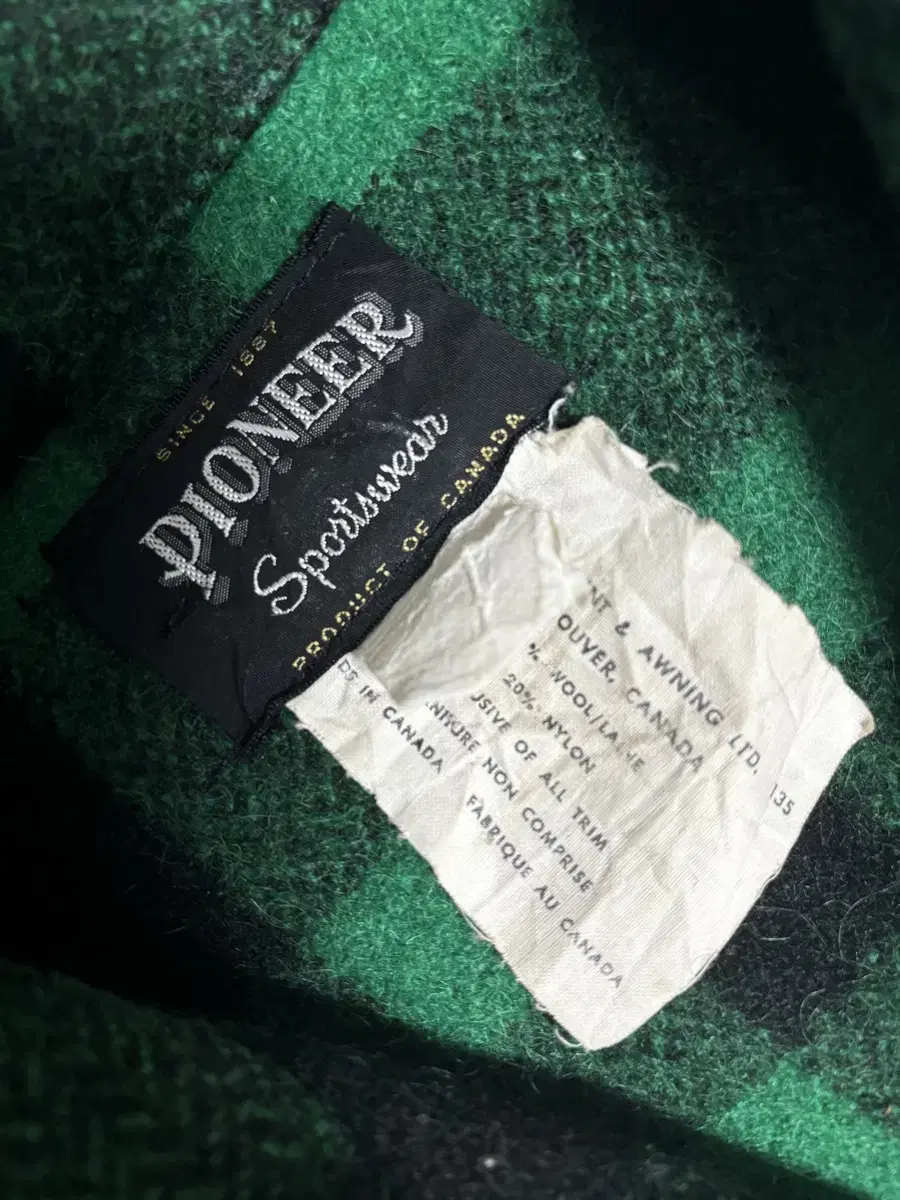 SINCE 1887
PIONEER
Sportswear
PRODUCT OF CANADA
NT & AWNING LTD. 135
OUVER, CANADA
% WOOL/LAINE
20% NYLON
USIVE OF ALL TRIM
NITURE NON COMPRISE
DS IN CANADA
FABRIQUE AU CANADA